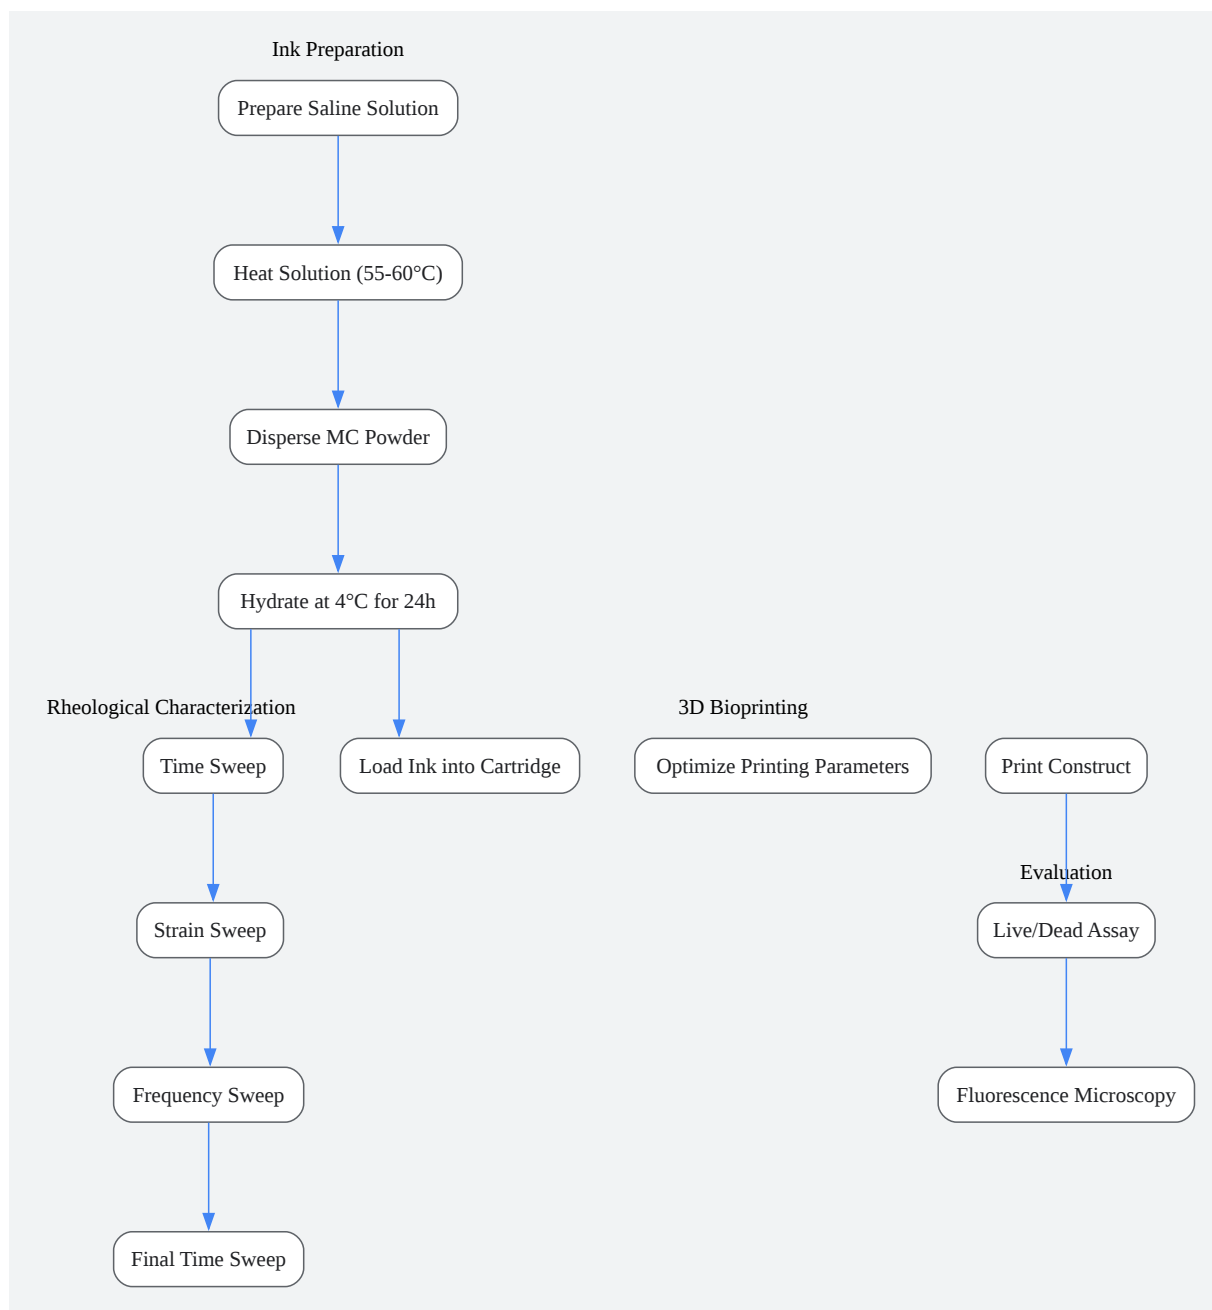 Ink Preparation
Prepare Saline Solution
Heat Solution (55-60°C)
Disperse MC Powder
Hydrate at 4°C for 24h
Rheological Characterization
3D Bioprinting
Time Sweep
Load Ink into Cartridge
Optimize Printing Parameters
Print Construct
Evaluation
Strain Sweep
Live/Dead Assay
Frequency Sweep
Fluorescence Microscopy
Final Time Sweep